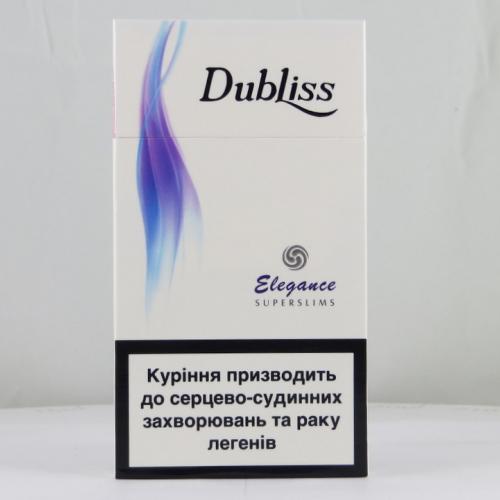 Dubliss
Elegance
SUPERSLIMS
Куріння призводить
до серцево-судинних
захворювань та раку
легенів